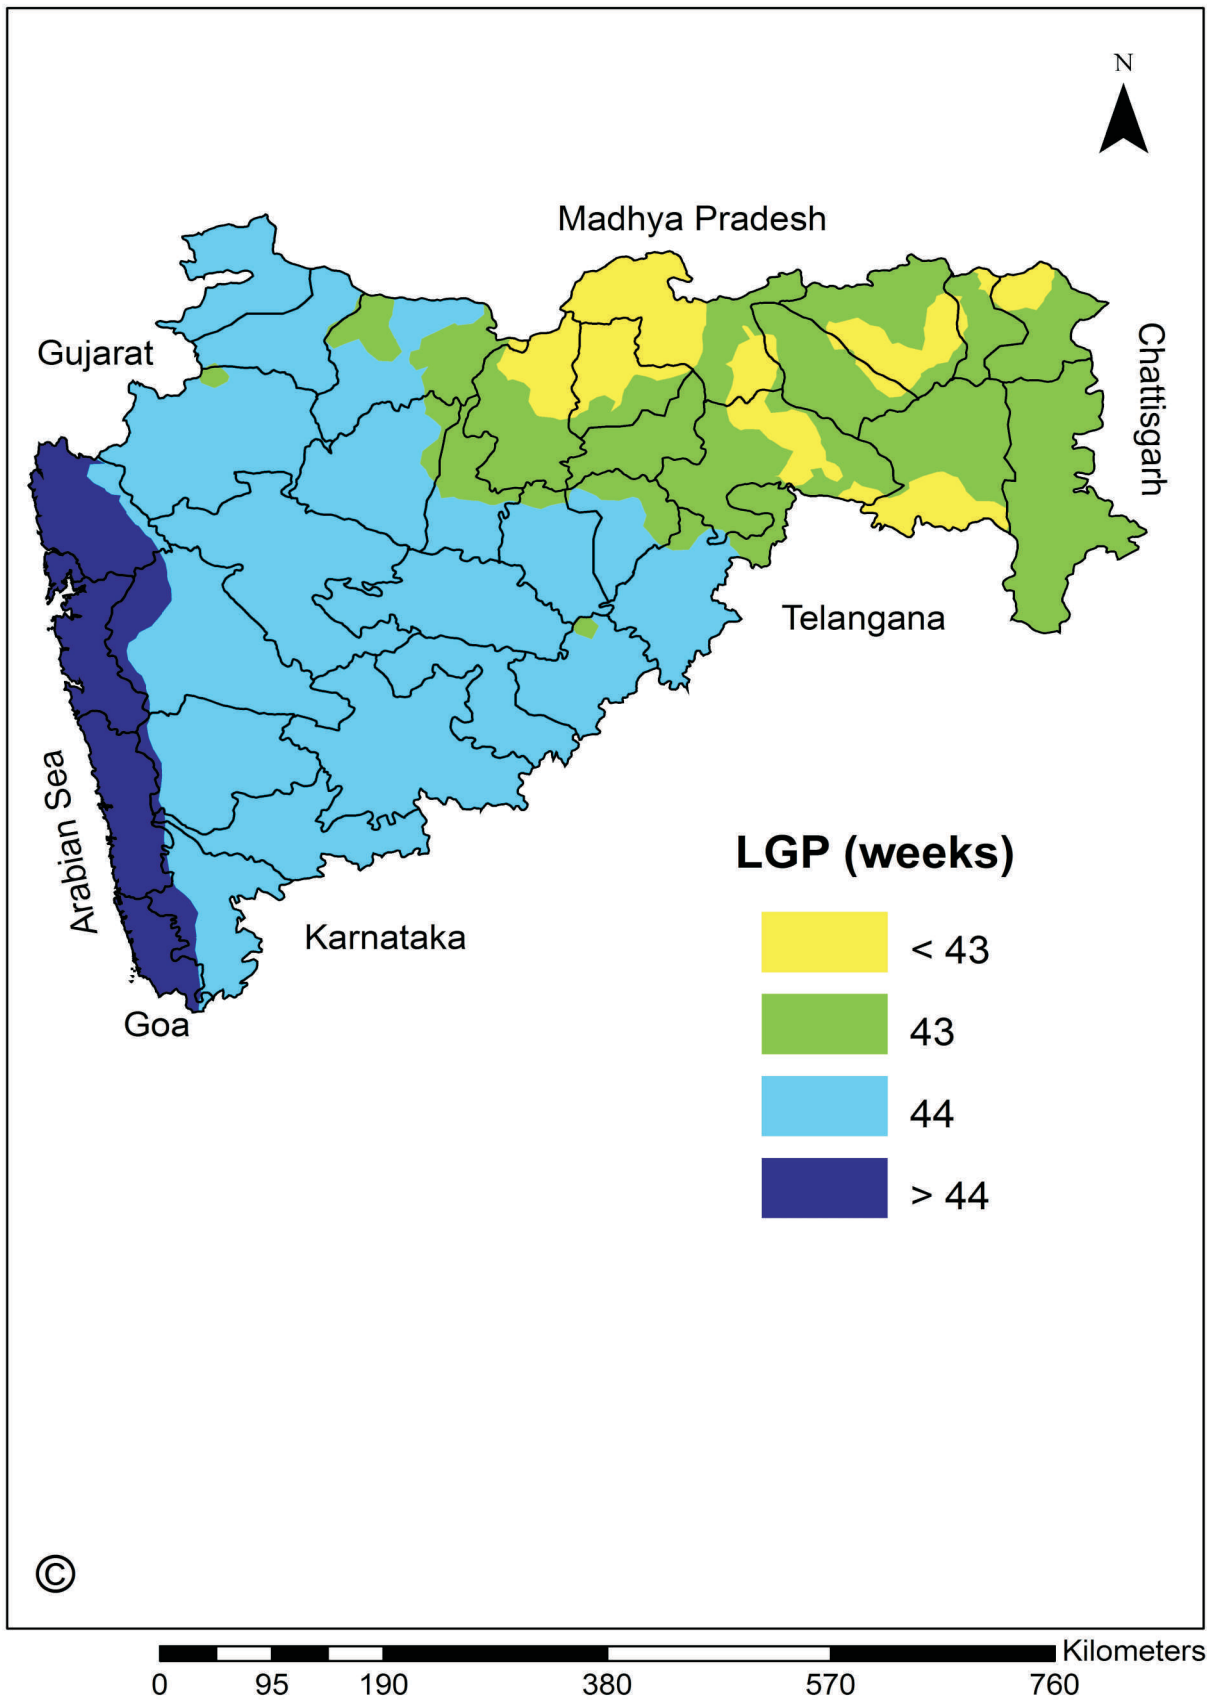 N
Madhya Pradesh
Gujarat
Chattisgarh
Telangana
Arabian Sea
Karnataka
Goa
LGP (weeks)
< 43
43
44
> 44
©
Kilometers
0 95 190 380 570 760